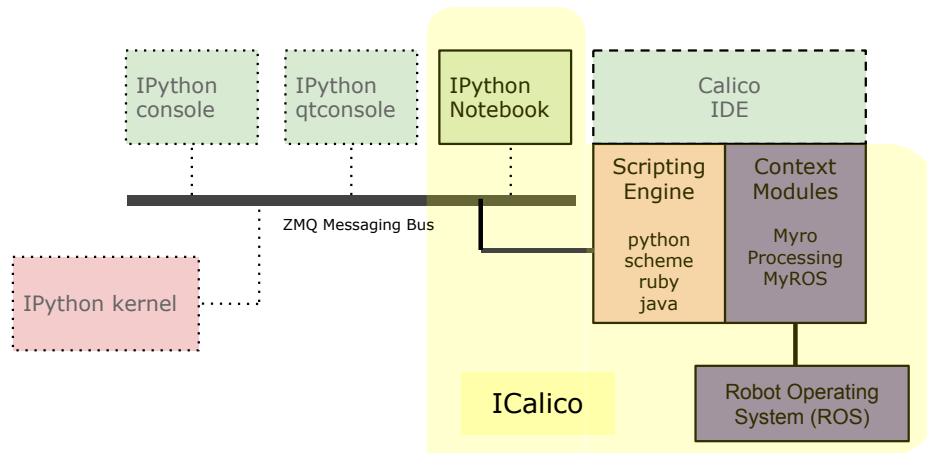 IPython
console
IPython
qtconsole
IPython
Notebook
Calico
IDE
Scripting
Engine
python
scheme
ruby
java
Context
Modules
Myro
Processing
MyROS
ZMQ Messaging Bus
IPython kernel
ICalico
Robot Operating
System (ROS)